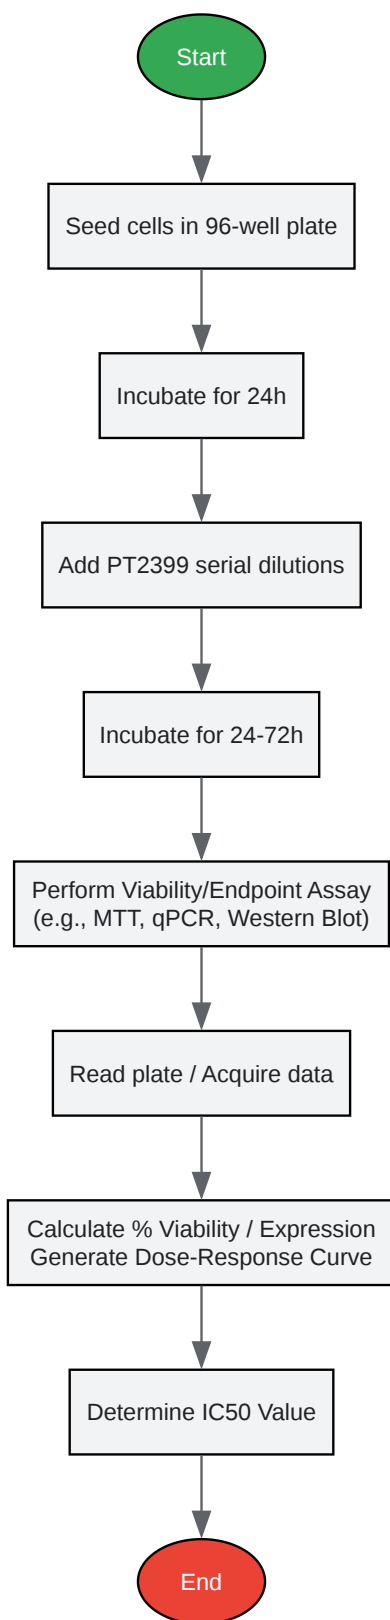 Start
Seed cells in 96-well plate
Incubate for 24h
Add PT2399 serial dilutions
Incubate for 24-72h
Perform Viability/Endpoint Assay
(e.g., MTT, qPCR, Western Blot)
Read plate / Acquire data
Calculate % Viability / Expression
Generate Dose-Response Curve
Determine IC50 Value
End